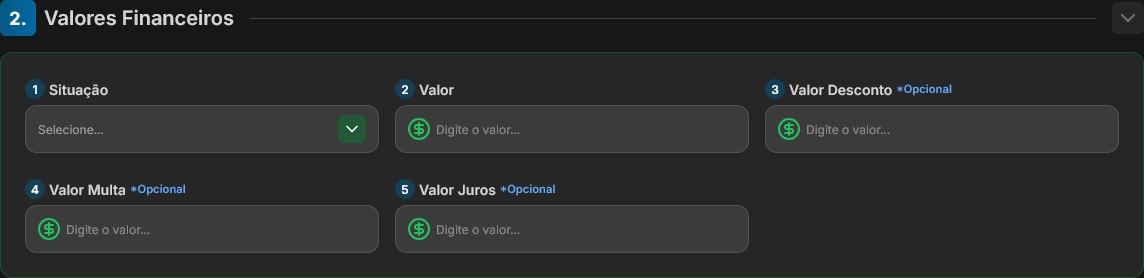 2. Valores Financeiros
1 Situação
Selecione...
2 Valor
Digite o valor...
3 Valor Desconto *Opcional
Digite o valor...
4 Valor Multa *Opcional
Digite o valor...
5 Valor Juros *Opcional
Digite o valor...